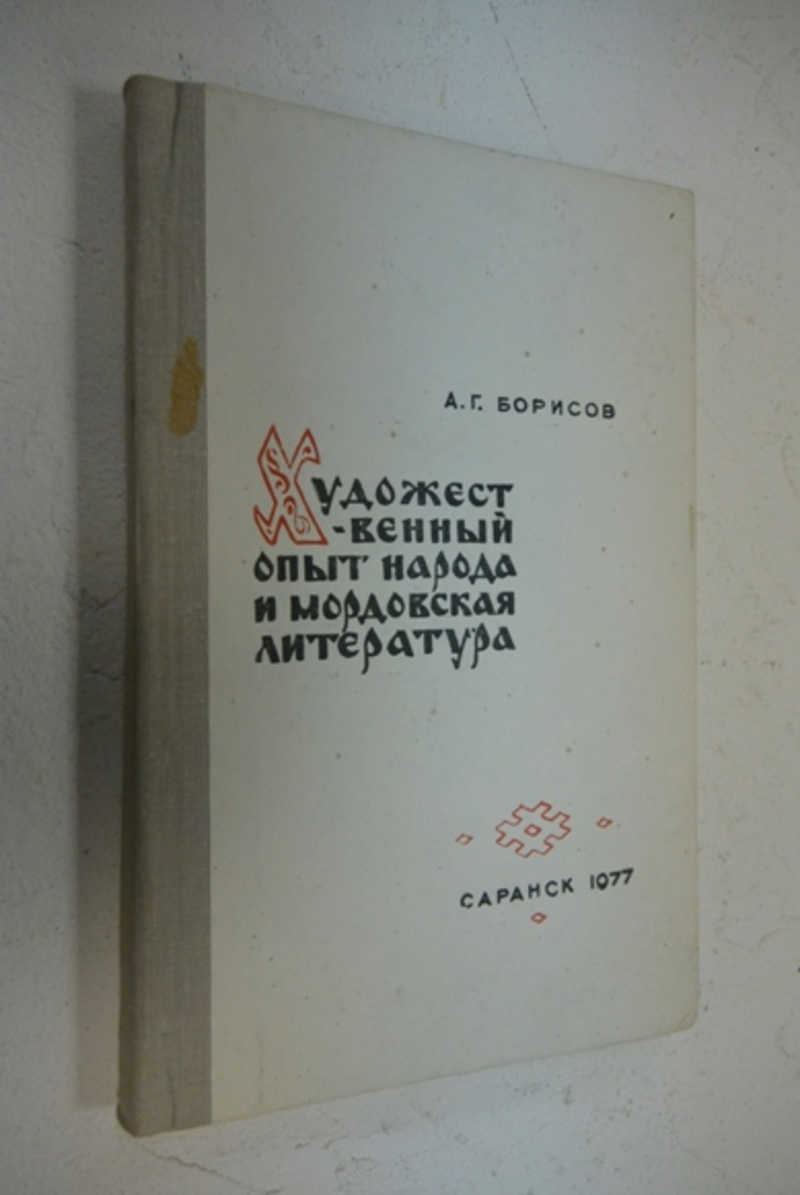 А.Г. БОРИСОВ
Художест
-венный
опыт народа
и мордовская
литература
САРАНСК 1977